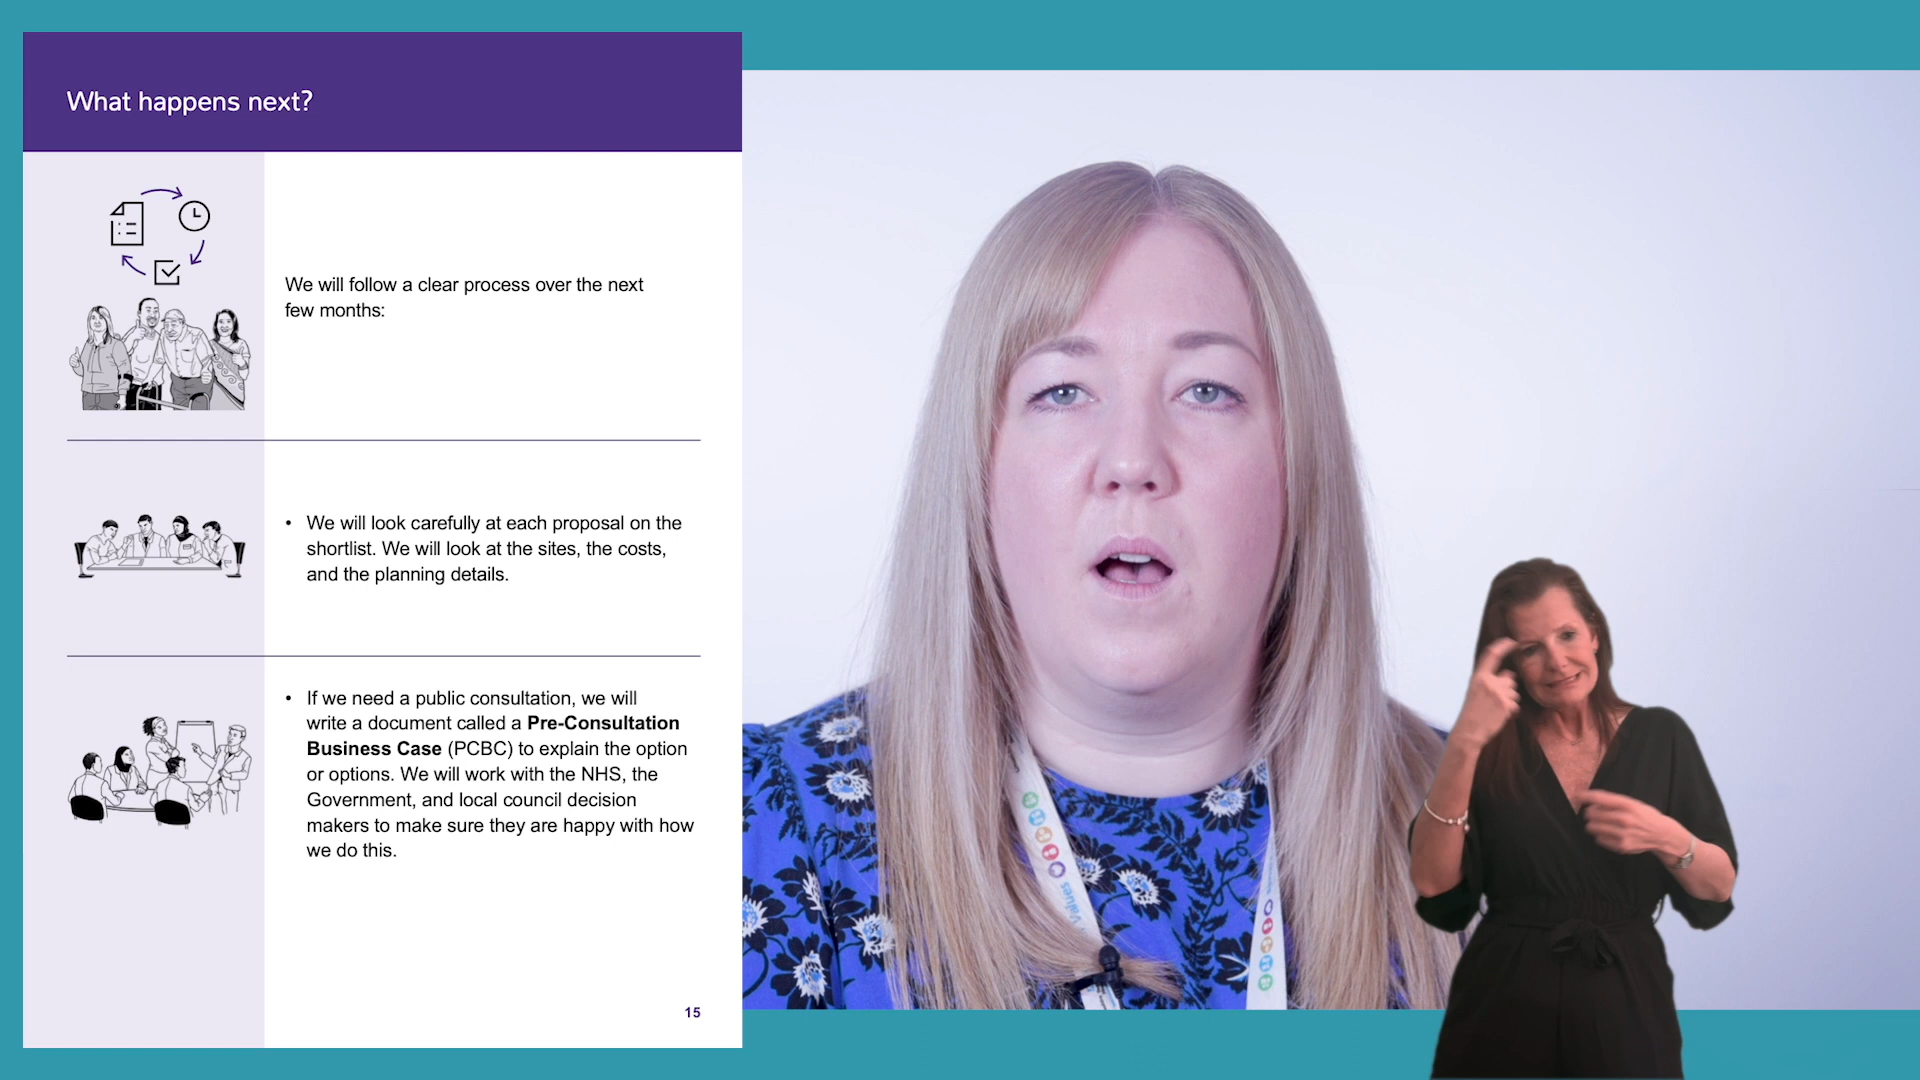 What happens next?
We will follow a clear process over the next
few months:
• We will look carefully at each proposal on the
shortlist. We will look at the sites, the costs,
and the planning details.
• If we need a public consultation, we will
write a document called a Pre-Consultation
Business Case (PCBC) to explain the option
or options. We will work with the NHS, the
Government, and local council decision
makers to make sure they are happy with how
we do this.
15
Values